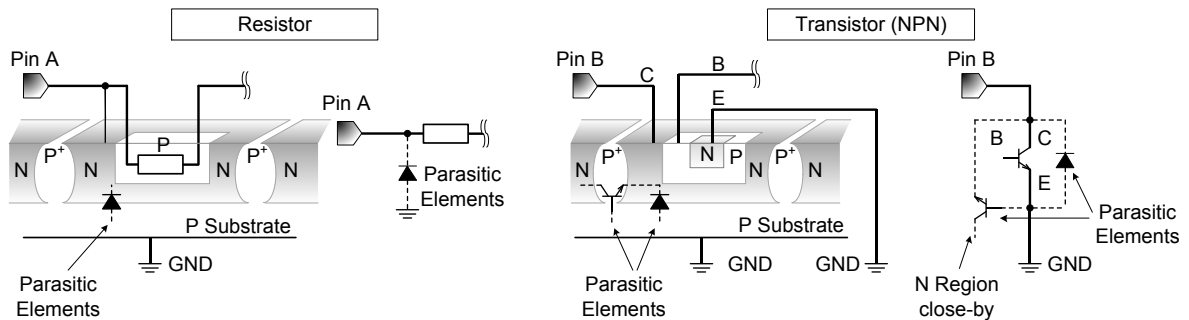 Resistor
Pin A
P
N
P+
N
N
P+
N
Parasitic
Elements
P Substrate
GND
Pin A
Parasitic
Elements
Transistor (NPN)
Pin B
C
B
E
N
P+
N
N
P
N
P+
N
P Substrate
GND
GND
Parasitic
Elements
Pin B
B
C
E
Parasitic
Elements
GND
N Region
close-by